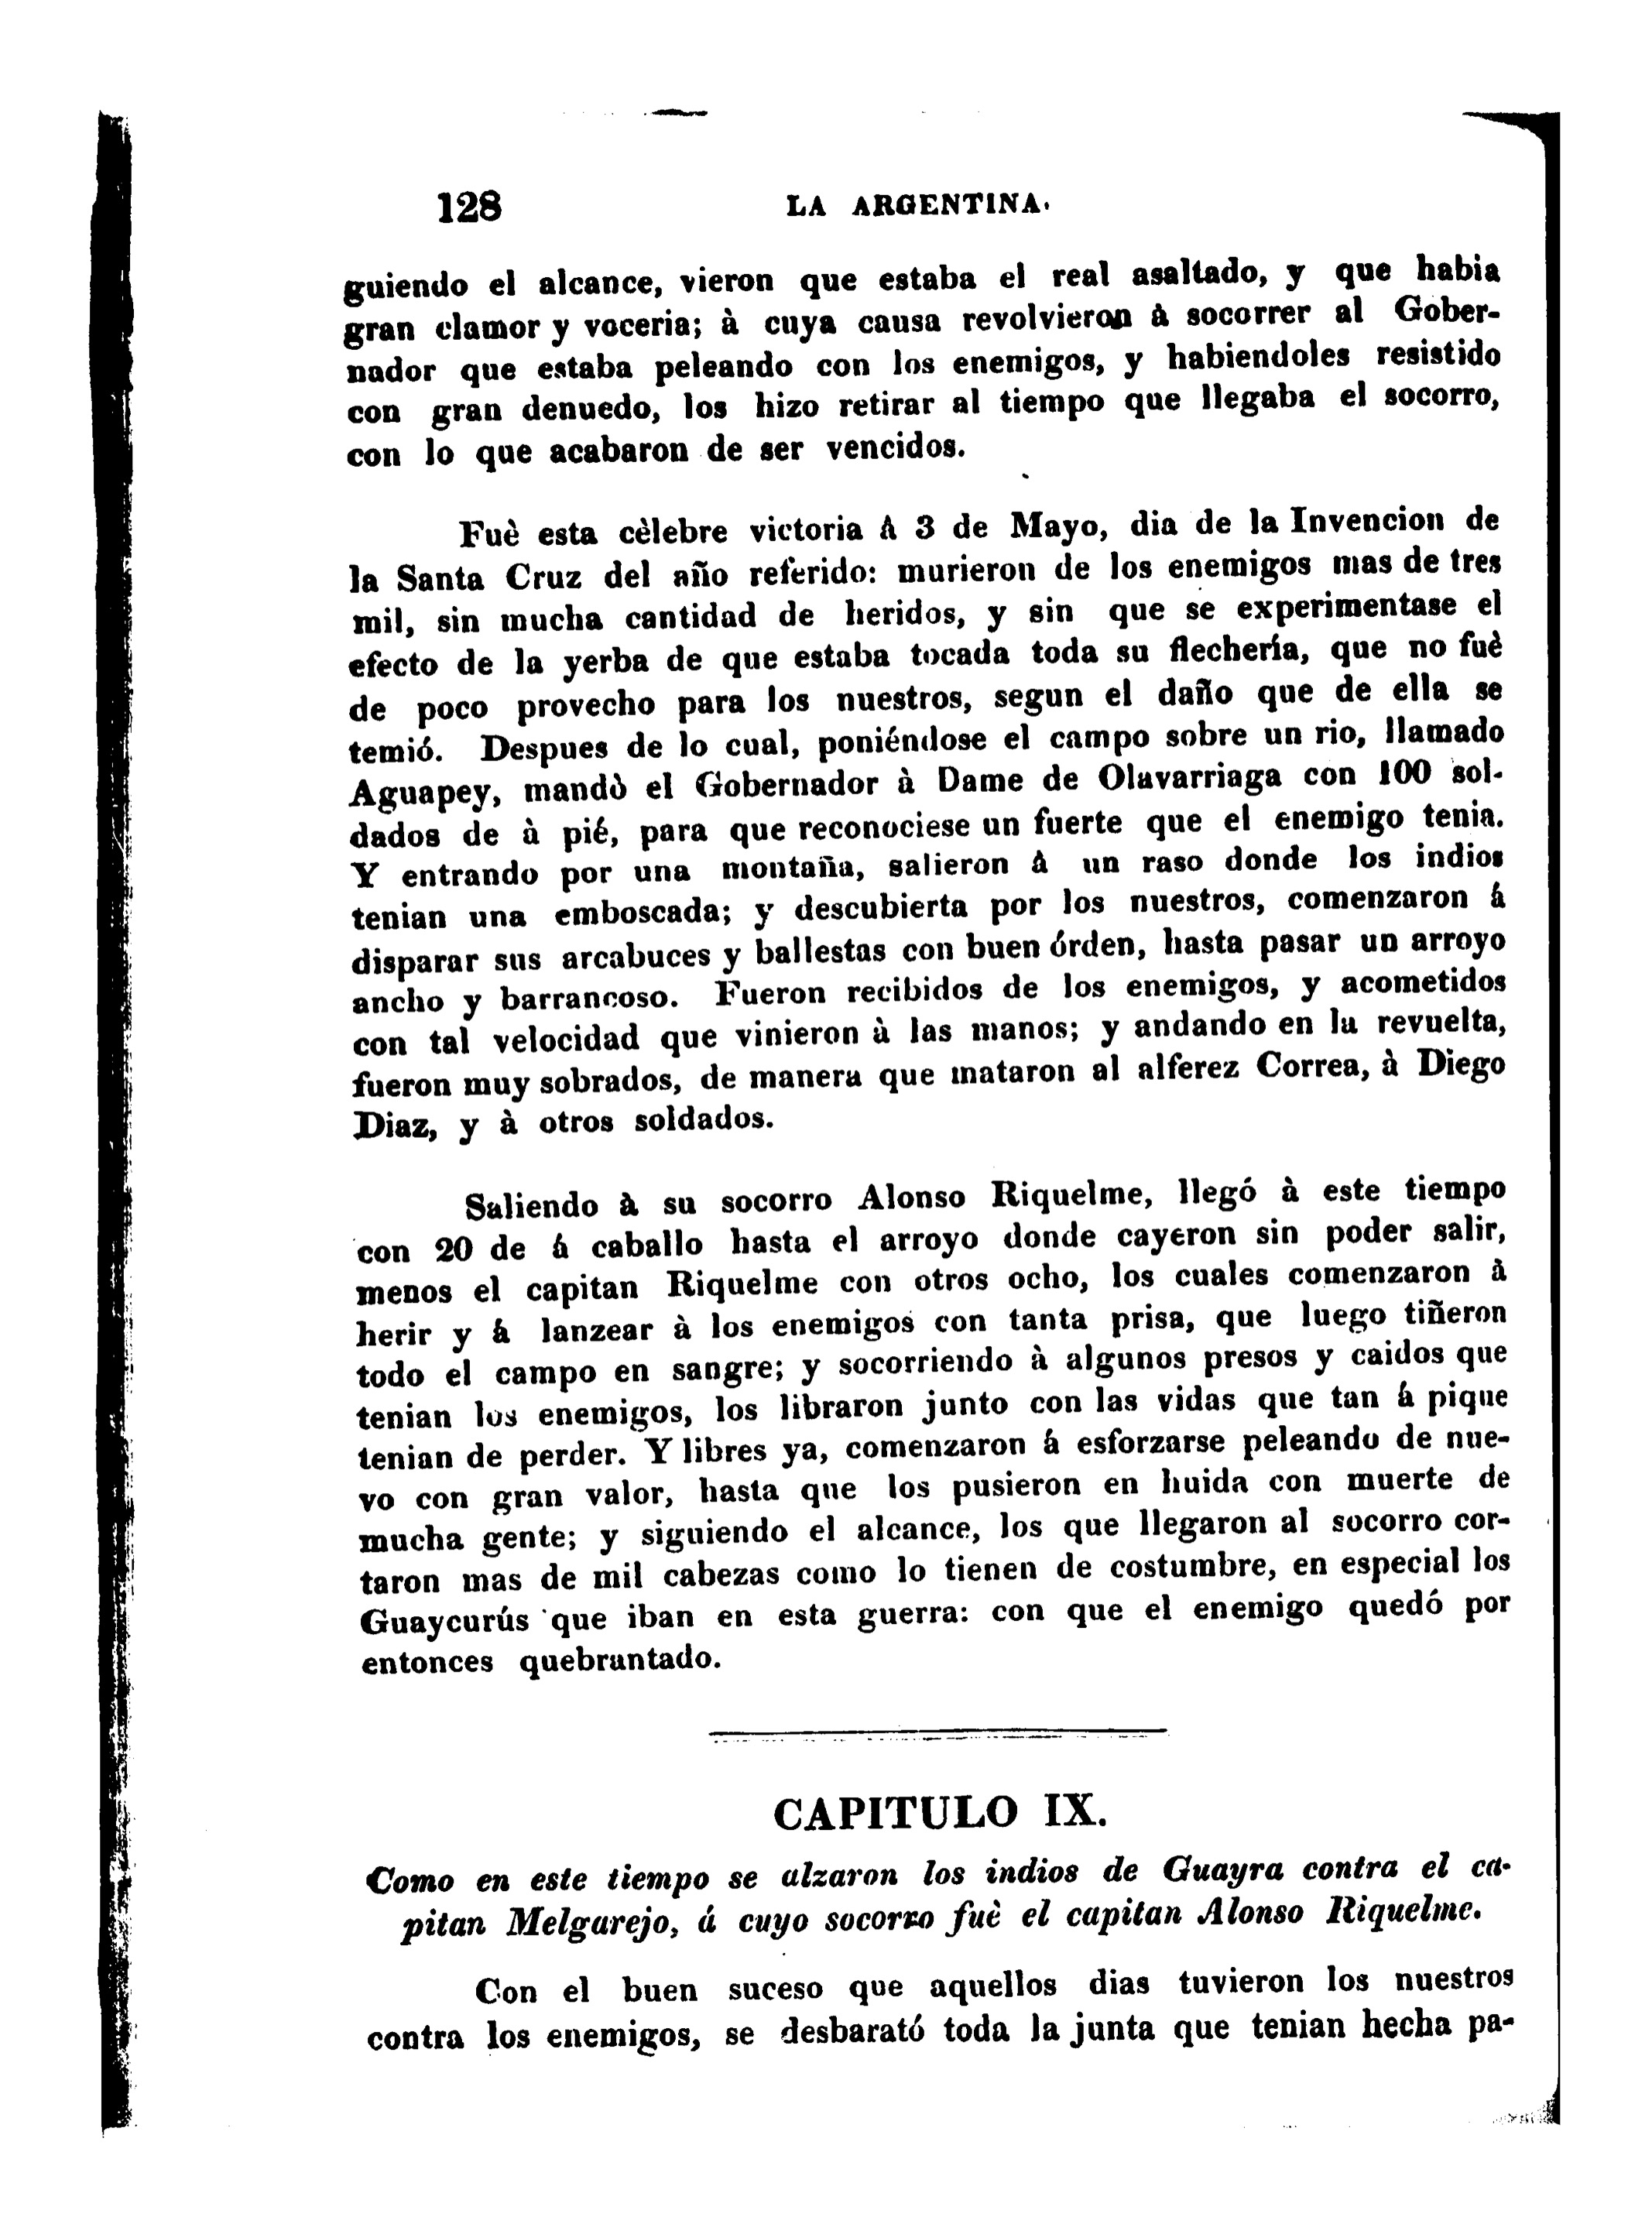 128 LA ARGENTINA.
guiendo el alcance, vieron que estaba el real asaltado, y que habia
gran clamor y voceria; à cuya causa revolvieron à socorrer al Gober-
nador que estaba peleando con los enemigos, y habiendoles resistido
con gran denuedo, los hizo retirar al tiempo que llegaba el socorro,
con lo que acabaron de ser vencidos.
Fuè esta cèlebre victoria á 3 de Mayo, dia de la Invencion de
la Santa Cruz del año referido: murieron de los enemigos mas de tres
mil, sin mucha cantidad de heridos, y sin que se experimentase el
efecto de la yerba de que estaba tocada toda su flechería, que no fuè
de poco provecho para los nuestros, segun el daño que de ella se
temió. Despues de lo cual, poniéndose el campo sobre un rio, llamado
Aguapey, mandò el Gobernador à Dame de Olavarriaga con 100 sol-
dados de à pié, para que reconociese un fuerte que el enemigo tenia.
Y entrando por una montaña, salieron á un raso donde los indios
tenian una emboscada; y descubierta por los nuestros, comenzaron á
disparar sus arcabuces y ballestas con buen órden, hasta pasar un arroyo
ancho y barrancoso. Fueron recibidos de los enemigos, y acometidos
con tal velocidad que vinieron à las manos; y andando en la revuelta,
fueron muy sobrados, de manera que mataron al alferez Correa, à Diego
Diaz, y à otros soldados.
Saliendo à su socorro Alonso Riquelme, llegó à este tiempo
con 20 de á caballo hasta el arroyo donde cayeron sin poder salir,
menos el capitan Riquelme con otros ocho, los cuales comenzaron à
herir y á lanzear à los enemigos con tanta prisa, que luego tiñeron
todo el campo en sangre; y socorriendo à algunos presos y caidos que
tenian los enemigos, los libraron junto con las vidas que tan á pique
tenian de perder. Y libres ya, comenzaron á esforzarse peleando de nue-
vo con gran valor, hasta que los pusieron en huida con muerte de
mucha gente; y siguiendo el alcance, los que llegaron al socorro cor-
taron mas de mil cabezas como lo tienen de costumbre, en especial los
Guaycurús que iban en esta guerra: con que el enemigo quedó por
entonces quebrantado.
CAPITULO IX.
Como en este tiempo se alzaron los indios de Guayra contra el ca-
pitan Melgarejo, á cuyo socorro fuè el capitan Alonso Riquelme.
Con el buen suceso que aquellos dias tuvieron los nuestros
contra los enemigos, se desbarató toda la junta que tenian hecha pa-